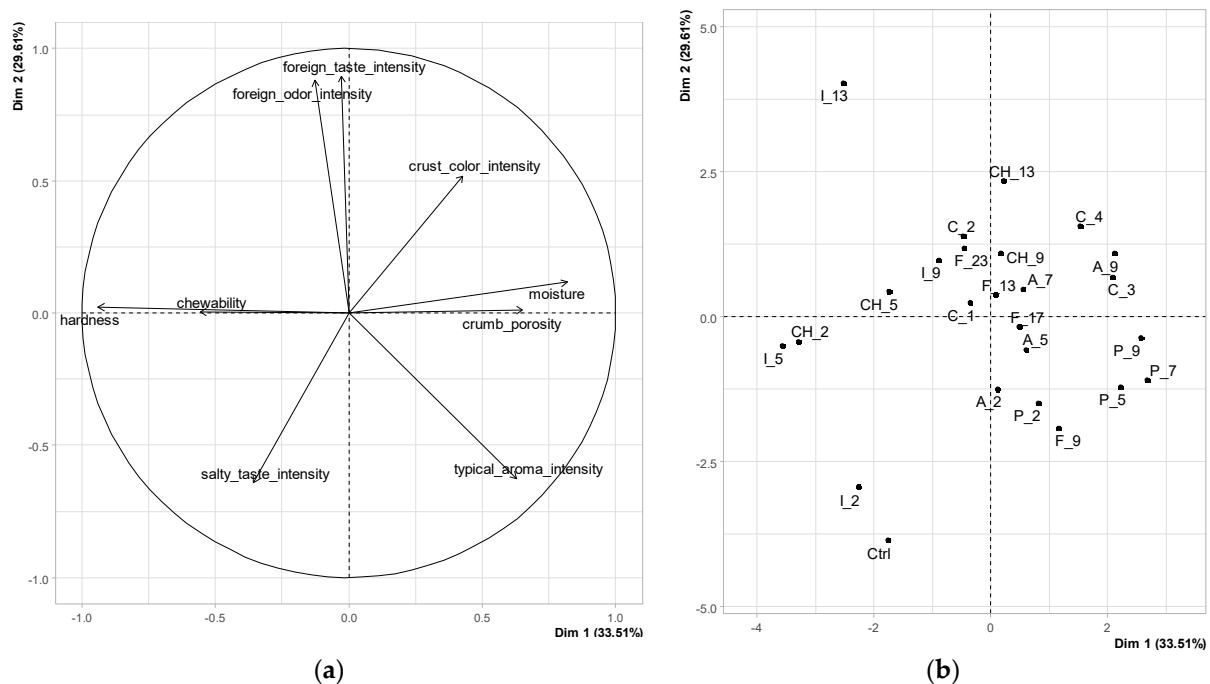 Dim 2 (29.61%)
1.0
0.5
0.0
-0.5
-1.0
foreign_taste_intensity
foreign_odor_intensity
crust_color_intensity
moisture
chewability
hardness
crumb_porosity
typical_aroma_intensity
salty_taste_intensity
-1.0
-0.5
0.0
0.5
1.0
Dim 1 (33.51%)
(a)
Dim 2 (29.61%)
5.0
2.5
0.0
-2.5
-5.0
I_13
CH_13
C_4
C_2
F_23
CH_9
A_9
I_9
F_13
A_7
C_3
CH_5
C_1
F_17
A_5
CH_2
I_5
P_9
P_7
A_2
P_2
P_5
F_9
I_2
Ctrl
-4
-2
0
2
Dim 1 (33.51%)
(b)